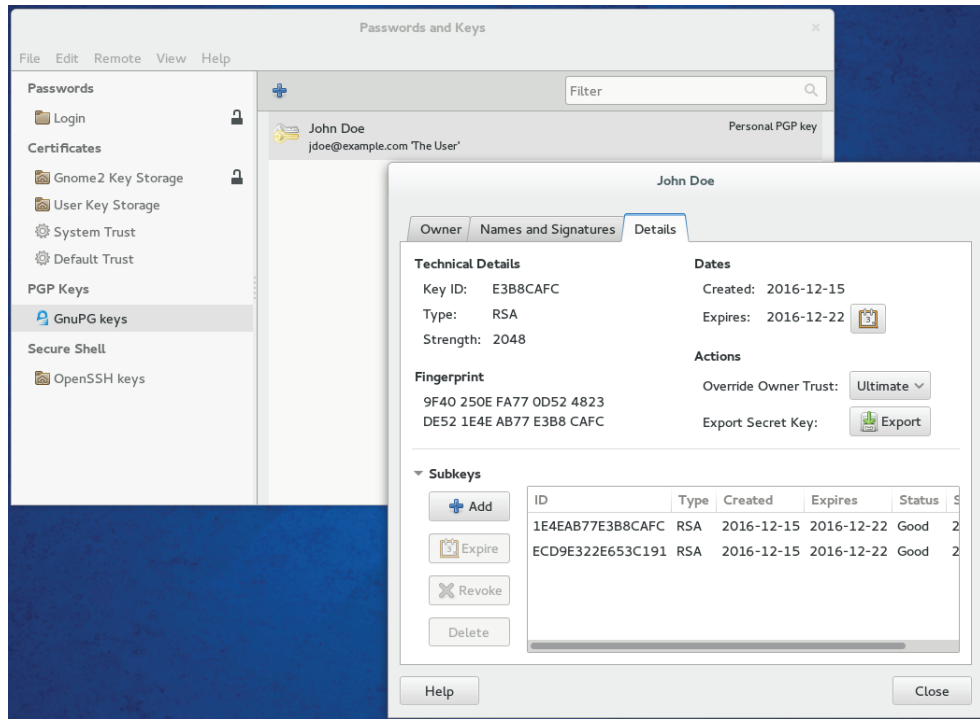 Passwords and Keys
File Edit Remote View Help
Passwords
Login
Certificates
Gnome2 Key Storage
User Key Storage
System Trust
Default Trust
PGP Keys
GnuPG keys
Secure Shell
OpenSSH keys
Filter
John Doe Personal PGP key
jdoe@example.com 'The User'
John Doe
Owner Names and Signatures Details
Technical Details
Key ID: E3B8CAFC
Type: RSA
Strength: 2048
Fingerprint
9F40 250E FA77 0D52 4823
DE52 1E4E AB77 E3B8 CAFC
Dates
Created: 2016-12-15
Expires: 2016-12-22
Actions
Override Owner Trust: Ultimate
Export Secret Key: Export
Subkeys
Add
Expire
Revoke
Delete
ID Type Created Expires Status S
1E4EAB77E3B8CAFC RSA 2016-12-15 2016-12-22 Good 2
ECD9E322E653C191 RSA 2016-12-15 2016-12-22 Good 2
Help Close